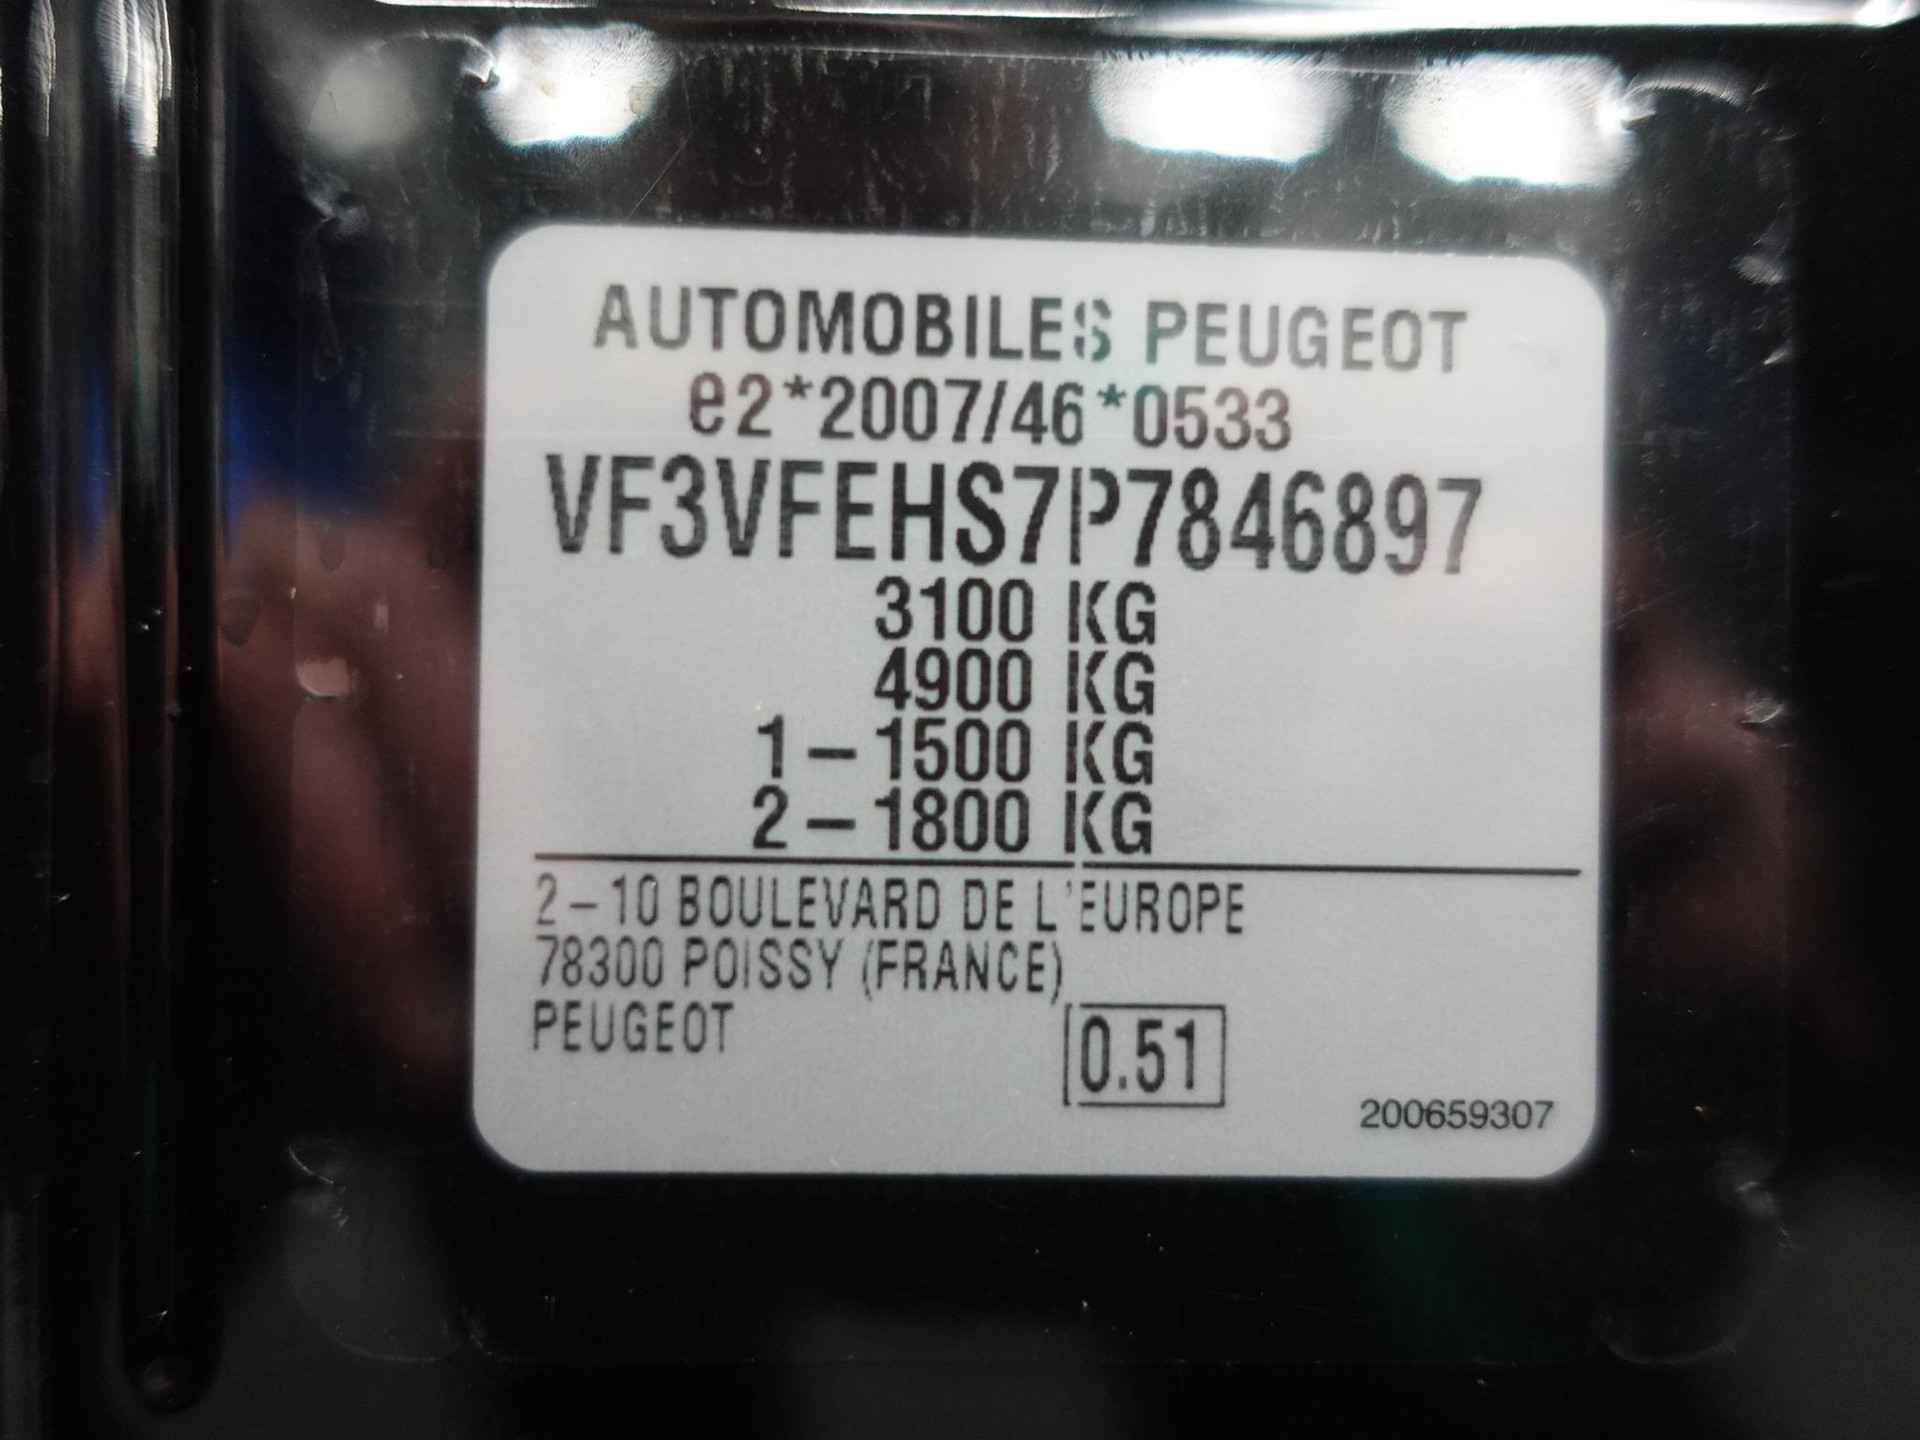 AUTOMOBILES PEUGEOT
e2*2007/46*0533
VF3VFEHS7P7846897
3100 KG
4900 KG
1-1500 KG
2-1800 KG
2-10 BOULEVARD DE L'EUROPE
78300 POISSY (FRANCE)
PEUGEOT
0.51
200659307